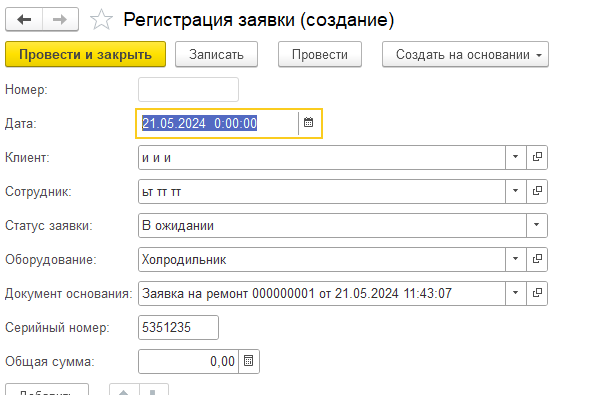 Регистрация заявки (создание)
Провести и закрыть Записать Провести Создать на основании
Номер:
Дата: 21.05.2024 0:00:00
Клиент: и и и
Сотрудник: ьт тт тт
Статус заявки: В ожидании
Оборудование: Холродильник
Документ основания: Заявка на ремонт 000000001 от 21.05.2024 11:43:07
Серийный номер: 5351235
Общая сумма: 0,00
Добавить